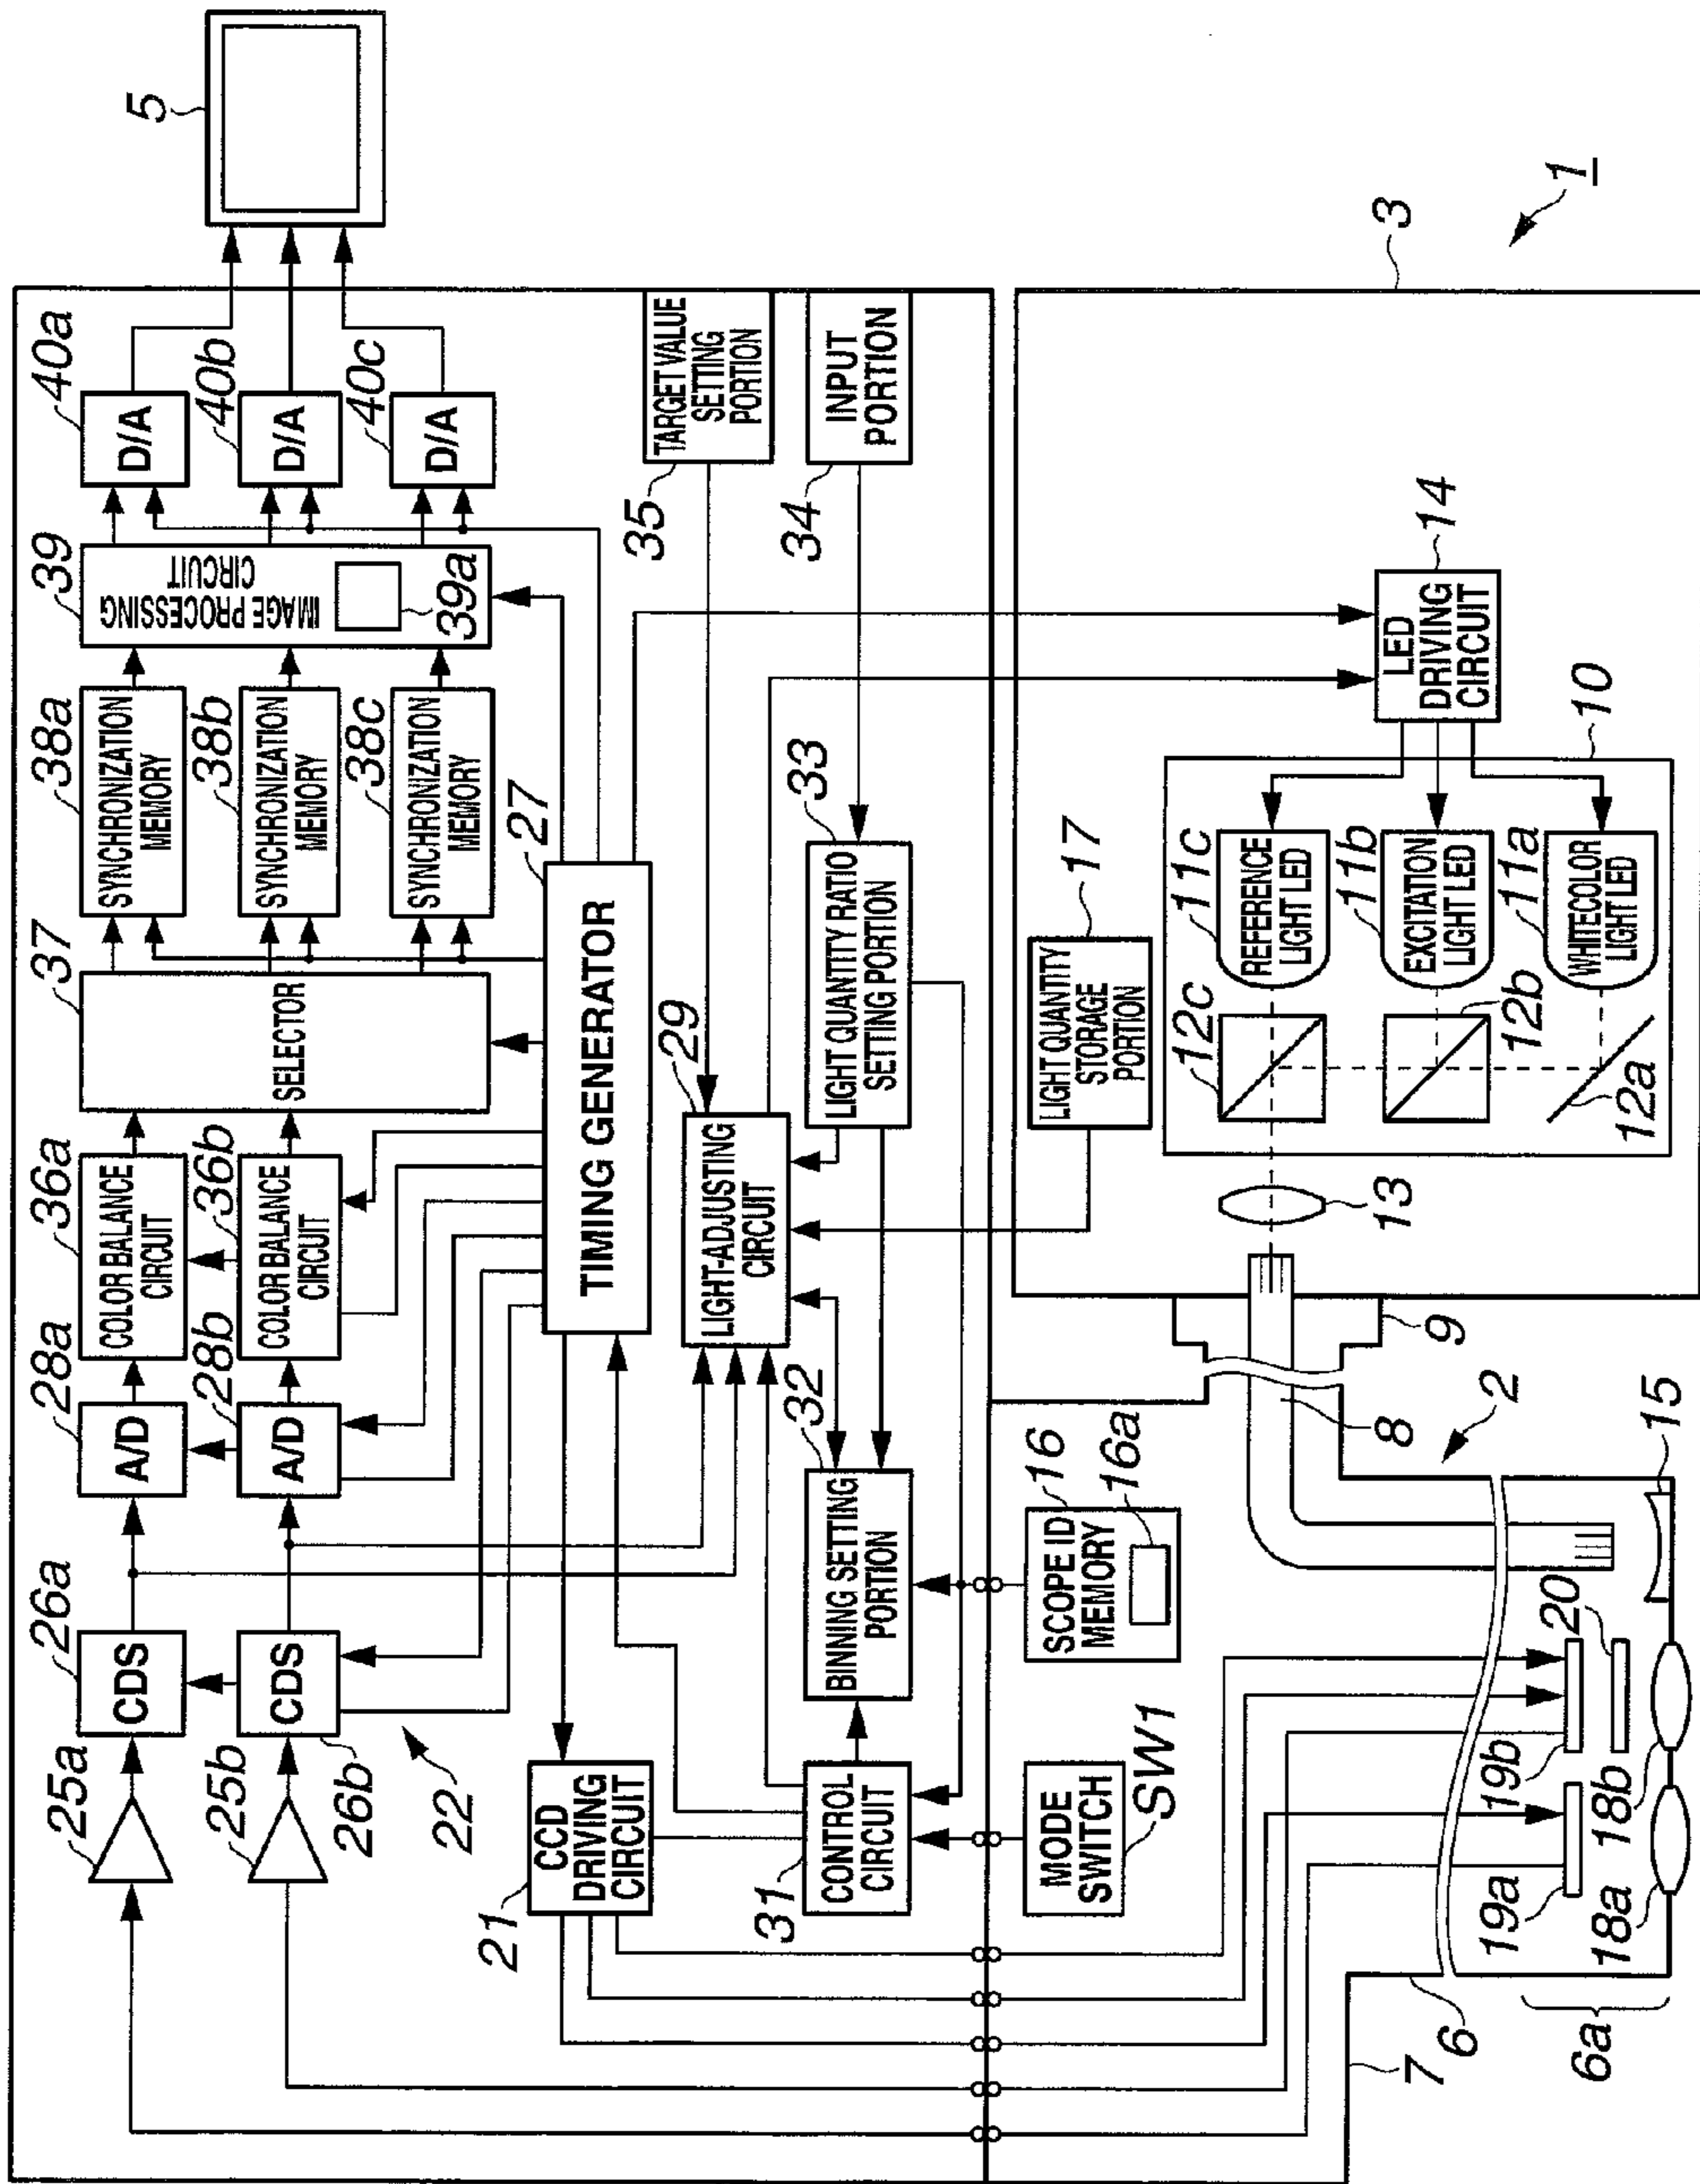 5
40a
D/A
40b
D/A
40c
D/A
39
IMAGE PROCESSING
CIRCUIT
39a
38a
SYNCHRONIZATION
MEMORY
38b
SYNCHRONIZATION
MEMORY
38c
SYNCHRONIZATION
MEMORY
37
SELECTOR
36a
COLOR BALANCE
CIRCUIT
36b
COLOR BALANCE
CIRCUIT
28a
A/D
28b
A/D
26a
CDS
CDS
26b
25a
25b
22
27
TIMING GENERATOR
35
TARGET VALUE
SETTING
PORTION
34
INPUT
PORTION
33
LIGHT QUANTITY RATIO
SETTING PORTION
29
LIGHT-ADJUSTING
CIRCUIT
32
BINNING SETTING
PORTION
21
CCD
DRIVING
CIRCUIT
31
CONTROL
CIRCUIT
MODE
SWITCH
SW1
16
SCOPE ID
MEMORY
16a
1
3
14
LED
DRIVING
CIRCUIT
10
11c
REFERENCE
LIGHT LED
11b
EXCITATION
LIGHT LED
11a
WHITECOLOR
LIGHT LED
12c
12b
12a
17
LIGHT QUANTITY
STORAGE
PORTION
13
9
8
2
15
20
19b
18b
19a
18a
6
6a
7